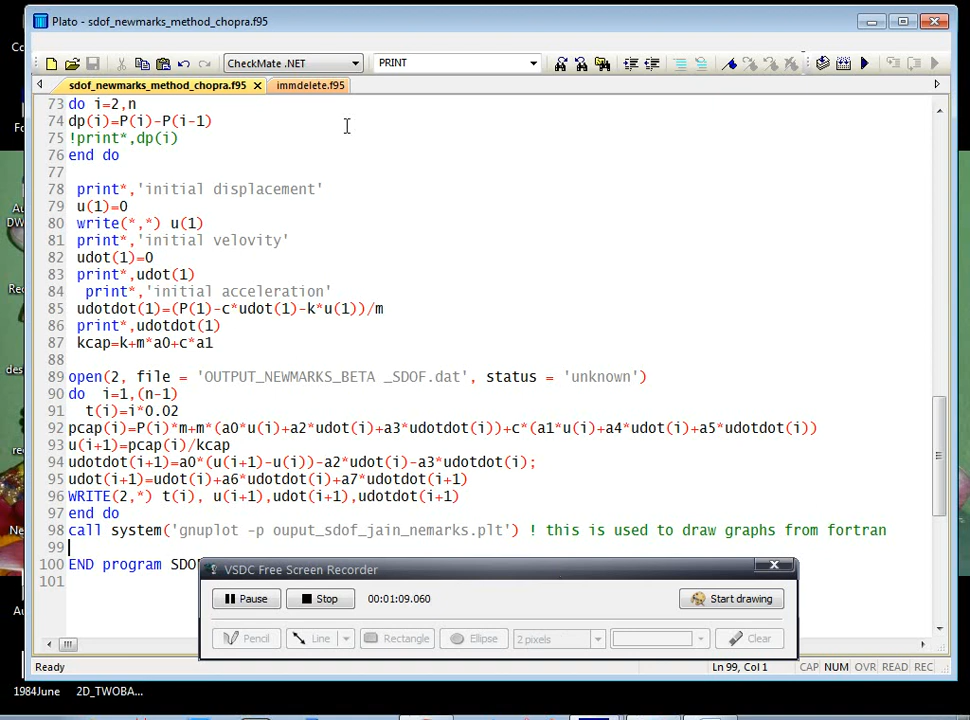 Plato - sdof_newmarks_method_chopra.f95
CheckMate .NET
PRINT
sdof_newmarks_method_chopra.f95
immdelete.f95
73 do i=2,n
74 dp(i)=P(i)-P(i-1)
75 !print*,dp(i)
76 end do
77
78 print*,'initial displacement'
79 u(1)=0
80 write(*,*) u(1)
81 print*,'initial velovity'
82 udot(1)=0
83 print*,udot(1)
84 print*,'initial acceleration'
85 udotdot(1)=(P(1)-c*udot(1)-k*u(1))/m
86 print*,udotdot(1)
87 kcap=k+m*a0+c*a1
88
89 open(2, file = 'OUTPUT_NEWMARKS_BETA _SDOF.dat', status = 'unknown')
90 do i=1,(n-1)
91 t(i)=i*0.02
92 pcap(i)=P(i)*m+m*(a0*u(i)+a2*udot(i)+a3*udotdot(i))+c*(a1*u(i)+a4*udot(i)+a5*udotdot(i))
93 u(i+1)=pcap(i)/kcap
94 udotdot(i+1)=a0*(u(i+1)-u(i))-a2*udot(i)-a3*udotdot(i);
95 udot(i+1)=udot(i)+a6*udotdot(i)+a7*udotdot(i+1)
96 WRITE(2,*) t(i), u(i+1),udot(i+1),udotdot(i+1)
97 end do
98 call system('gnuplot -p ouput_sdof_jain_nemarks.plt') ! this is used to draw graphs from fortran
99
100 END program SDOF
101
VSDC Free Screen Recorder
Pause
Stop
00:01:09.060
Start drawing
Pencil
Line
Rectangle
Ellipse
2 pixels
Clear
Ready
Ln 99, Col 1
CAP NUM OVR READ REC
1984June
2D_TWOBA...